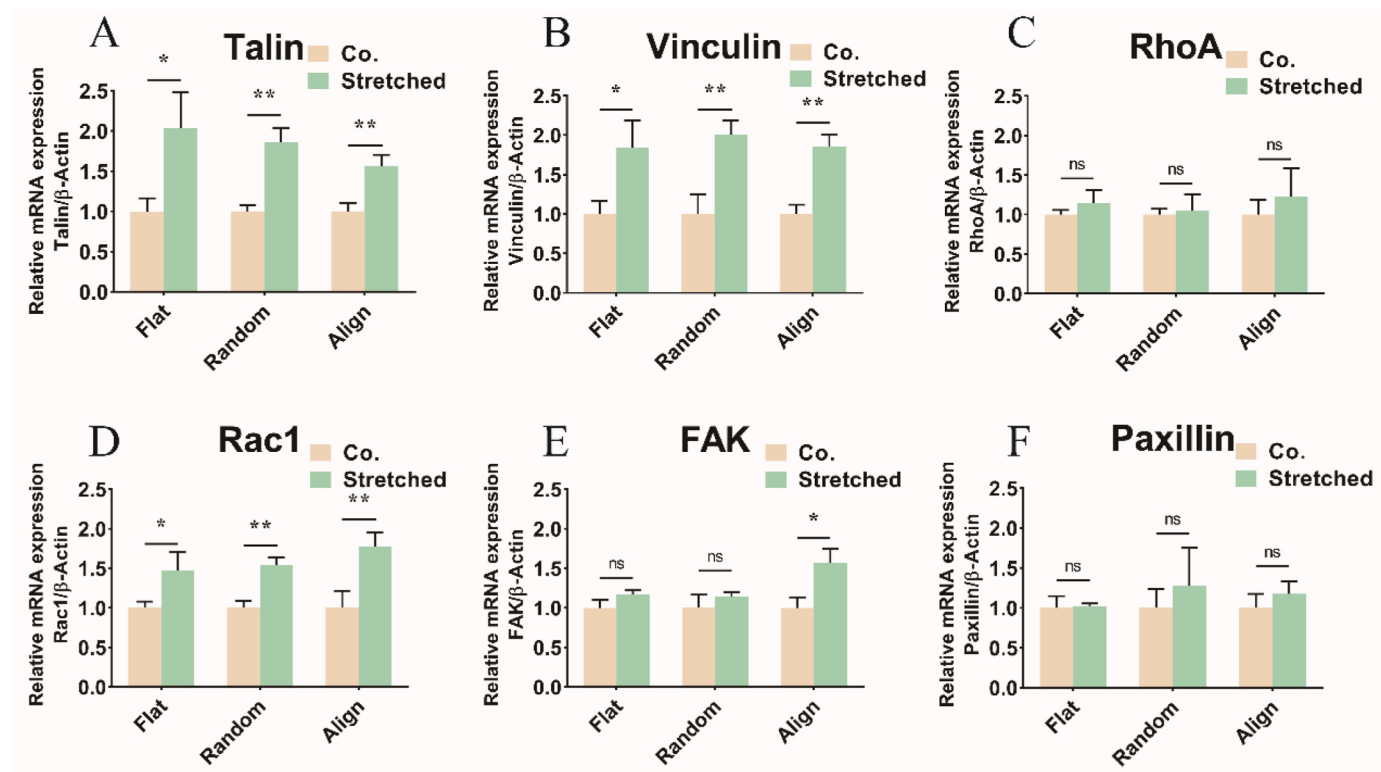 A
Talin
Co.
Stretched
Relative mRNA expression
Talin/β-Actin
2.5
2.0
1.5
1.0
0.5
0.0
*
**
**
Flat
Random
Align
B
Vinculin
Co.
Stretched
Relative mRNA expression
Vinculin/β-Actin
2.5
2.0
1.5
1.0
0.5
0.0
*
**
**
Flat
Random
Align
C
RhoA
Co.
Stretched
Relative mRNA expression
RhoA/β-Actin
2.5
2.0
1.5
1.0
0.5
0.0
ns
ns
ns
Flat
Random
Align
D
Rac1
Co.
Stretched
Relative mRNA expression
Rac1/β-Actin
2.5
2.0
1.5
1.0
0.5
0.0
*
**
**
Flat
Random
Align
E
FAK
Co.
Stretched
Relative mRNA expression
FAK/β-Actin
2.5
2.0
1.5
1.0
0.5
0.0
ns
ns
*
Flat
Random
Align
F
Paxillin
Co.
Stretched
Relative mRNA expression
Paxillin/β-Actin
2.5
2.0
1.5
1.0
0.5
0.0
ns
ns
ns
Flat
Random
Align